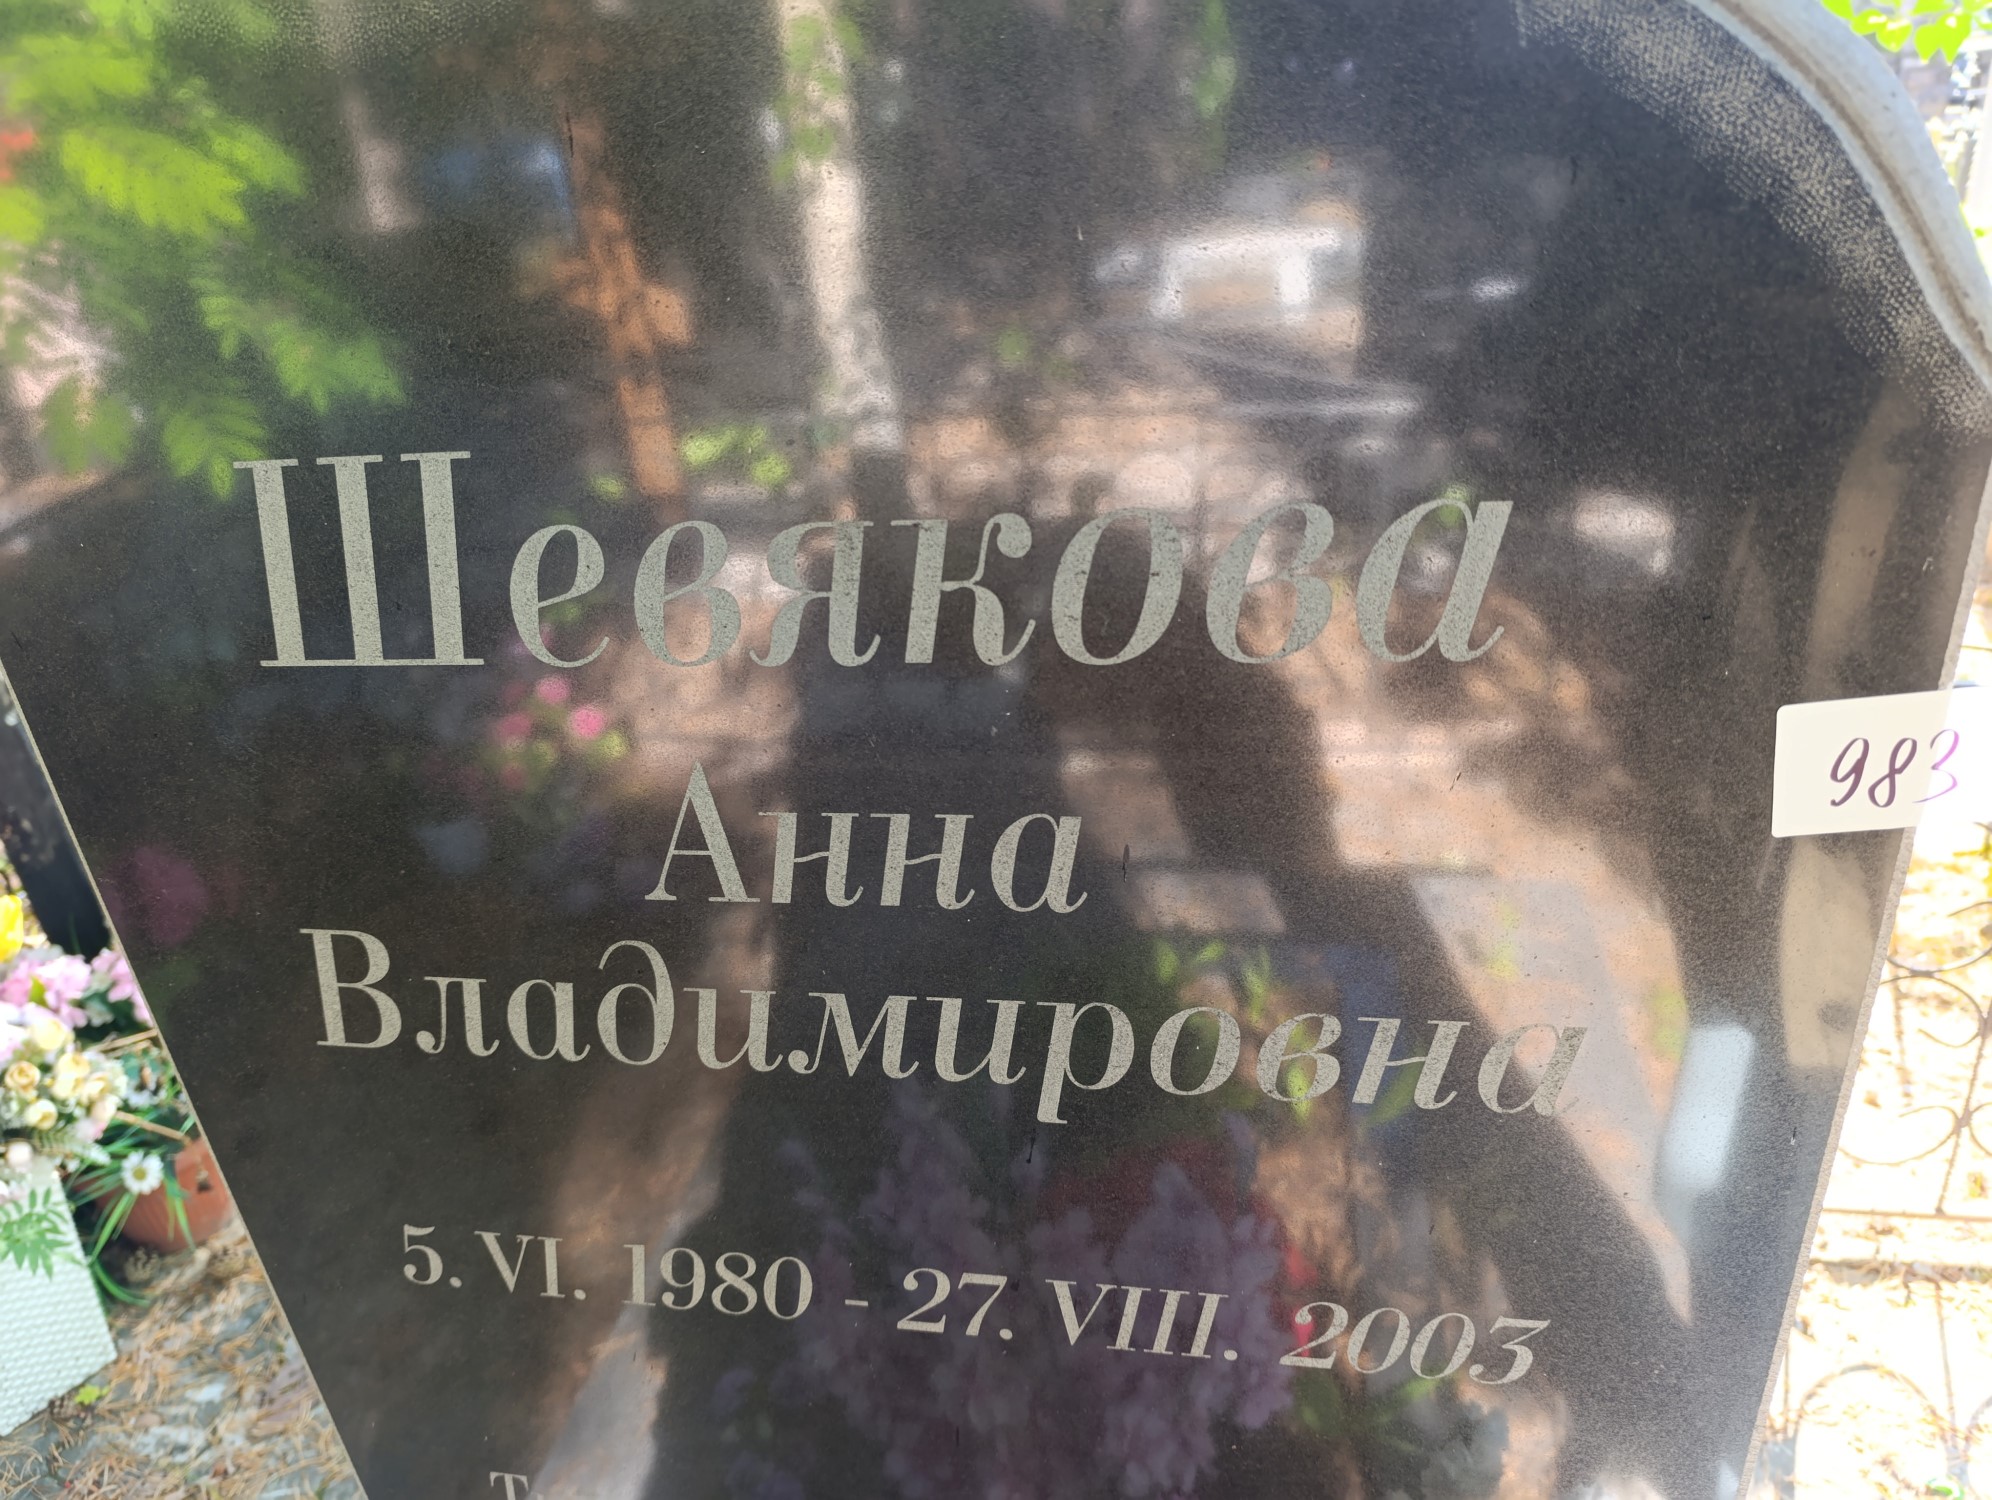 Шевякова
983
Анна
Владимировна
5. VI. 1980 - 27. VIII. 2003